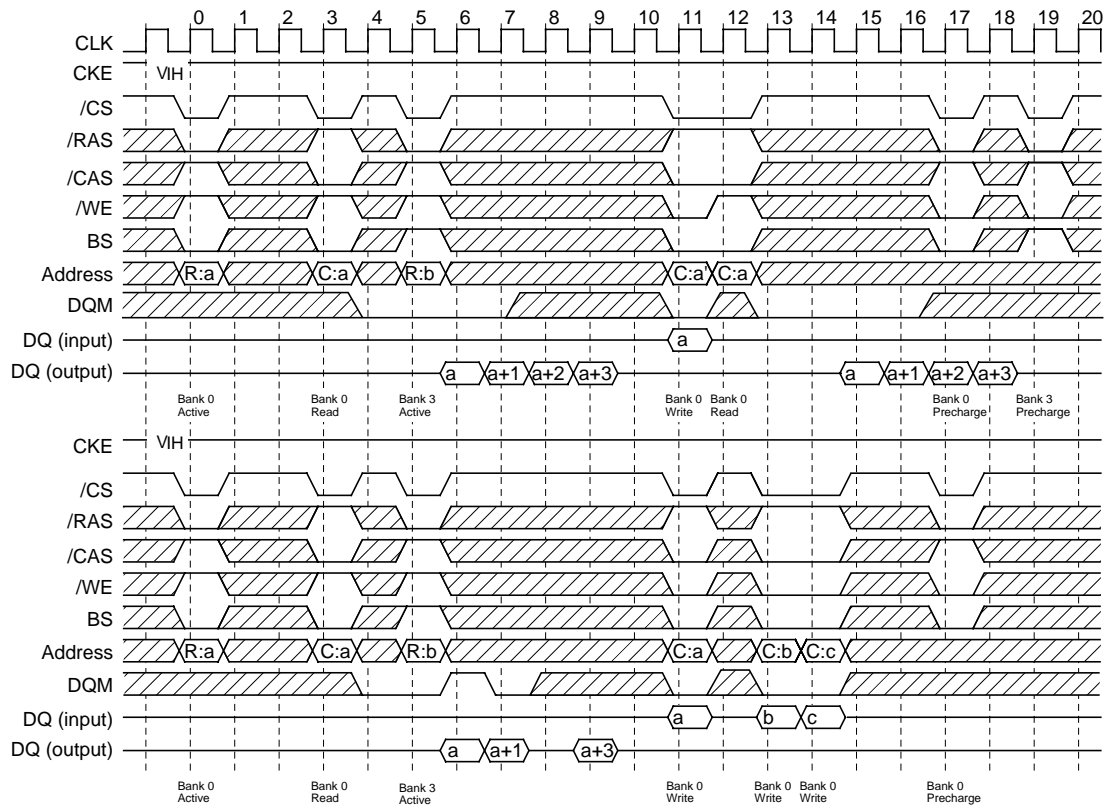 0 1 2 3 4 5 6 7 8 9 10 11 12 13 14 15 16 17 18 19 20
CLK
CKE VIH
/CS
/RAS
/CAS
/WE
BS
Address R:a C:a R:b C:a' C:a
DQM
DQ (input) a
DQ (output) a a+1 a+2 a+3 a a+1 a+2 a+3
Bank 0 Bank 0 Bank 3 Bank 0 Bank 0 Bank 0 Bank 3
Active Read Active Write Read Precharge Precharge
CKE VIH
/CS
/RAS
/CAS
/WE
BS
Address R:a C:a R:b C:a C:b C:c
DQM
DQ (input) a b c
DQ (output) a a+1 a+3
Bank 0 Bank 0 Bank 3 Bank 0 Bank 0 Bank 0 Bank 0
Active Read Active Write Write Write Precharge